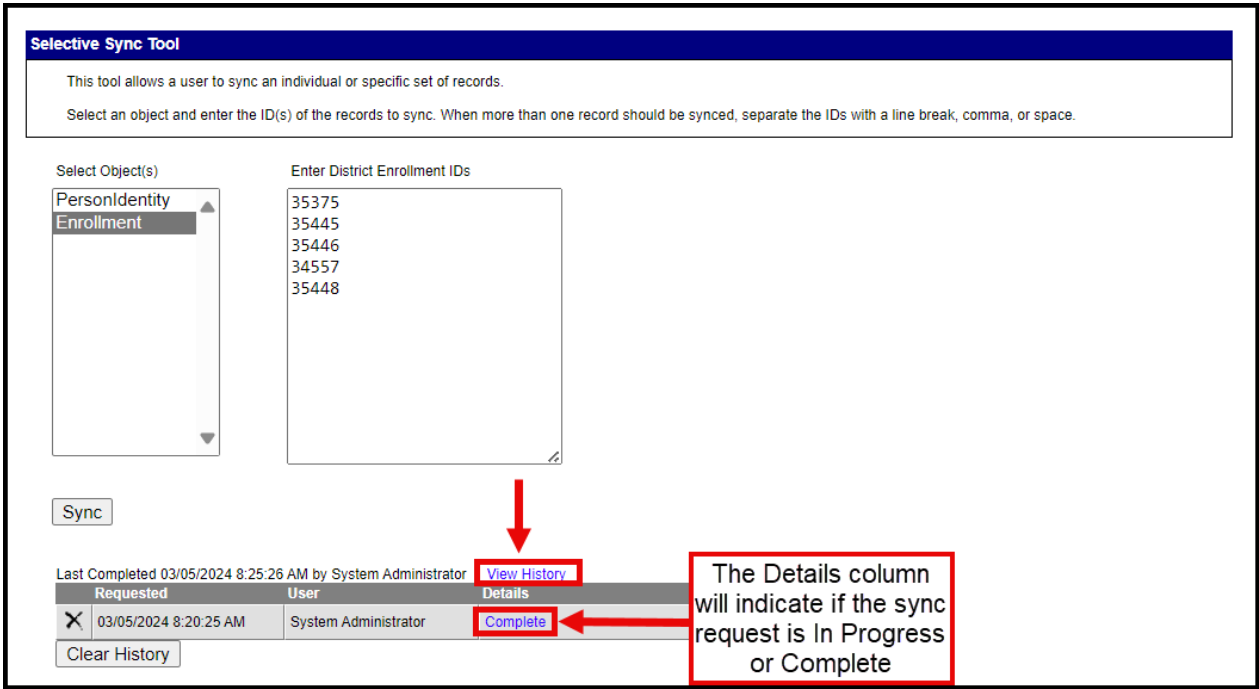 Selective Sync Tool
This tool allows a user to sync an individual or specific set of records.
Select an object and enter the ID(s) of the records to sync. When more than one record should be synced, separate the IDs with a line break, comma, or space.
Select Object(s) Enter District Enrollment IDs
PersonIdentity
Enrollment
35375
35445
35446
34557
35448
Sync
Last Completed 03/05/2024 8:25:26 AM by System Administrator View History
Requested User Details
X 03/05/2024 8:20:25 AM System Administrator Complete
Clear History
The Details column
will indicate if the sync
request is In Progress
or Complete